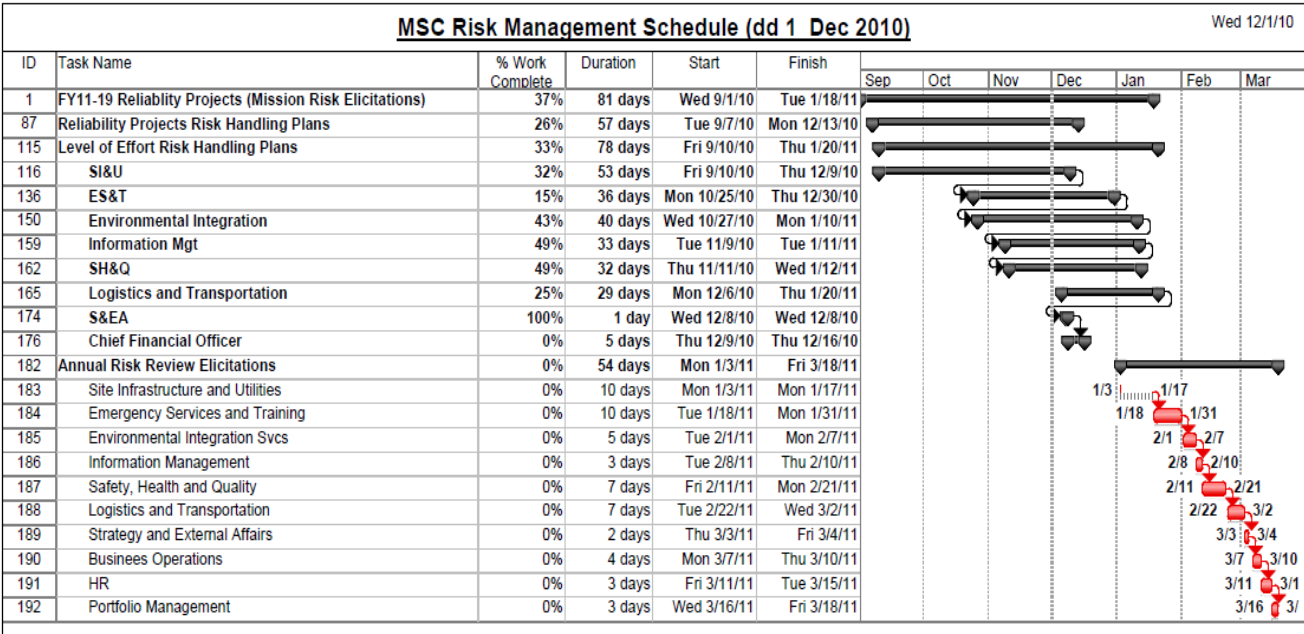 MSC Risk Management Schedule (dd 1 Dec 2010)
Wed 12/1/10
ID Task Name % Work Complete Duration Start Finish Sep Oct Nov Dec Jan Feb Mar
1 FY11-19 Reliablity Projects (Mission Risk Elicitations) 37% 81 days Wed 9/1/10 Tue 1/18/11
87 Reliability Projects Risk Handling Plans 26% 57 days Tue 9/7/10 Mon 12/13/10
115 Level of Effort Risk Handling Plans 33% 78 days Fri 9/10/10 Thu 1/20/11
116 SI&U 32% 53 days Fri 9/10/10 Thu 12/9/10
136 ES&T 15% 36 days Mon 10/25/10 Thu 12/30/10
150 Environmental Integration 43% 40 days Wed 10/27/10 Mon 1/10/11
159 Information Mgt 49% 33 days Tue 11/9/10 Tue 1/11/11
162 SH&Q 49% 32 days Thu 11/11/10 Wed 1/12/11
165 Logistics and Transportation 25% 29 days Mon 12/6/10 Thu 1/20/11
174 S&EA 100% 1 day Wed 12/8/10 Wed 12/8/10
176 Chief Financial Officer 0% 5 days Thu 12/9/10 Thu 12/16/10
182 Annual Risk Review Elicitations 0% 54 days Mon 1/3/11 Fri 3/18/11
183 Site Infrastructure and Utilities 0% 10 days Mon 1/3/11 Mon 1/17/11 1/3 1/17
184 Emergency Services and Training 0% 10 days Tue 1/18/11 Mon 1/31/11 1/18 1/31
185 Environmental Integration Svcs 0% 5 days Tue 2/1/11 Mon 2/7/11 2/1 2/7
186 Information Management 0% 3 days Tue 2/8/11 Thu 2/10/11 2/8 2/10
187 Safety, Health and Quality 0% 7 days Fri 2/11/11 Mon 2/21/11 2/11 2/21
188 Logistics and Transportation 0% 7 days Tue 2/22/11 Wed 3/2/11 2/22 3/2
189 Strategy and External Affairs 0% 2 days Thu 3/3/11 Fri 3/4/11 3/3 3/4
190 Businees Operations 0% 4 days Mon 3/7/11 Thu 3/10/11 3/7 3/10
191 HR 0% 3 days Fri 3/11/11 Tue 3/15/11 3/11 3/1
192 Portfolio Management 0% 3 days Wed 3/16/11 Fri 3/18/11 3/16 3/